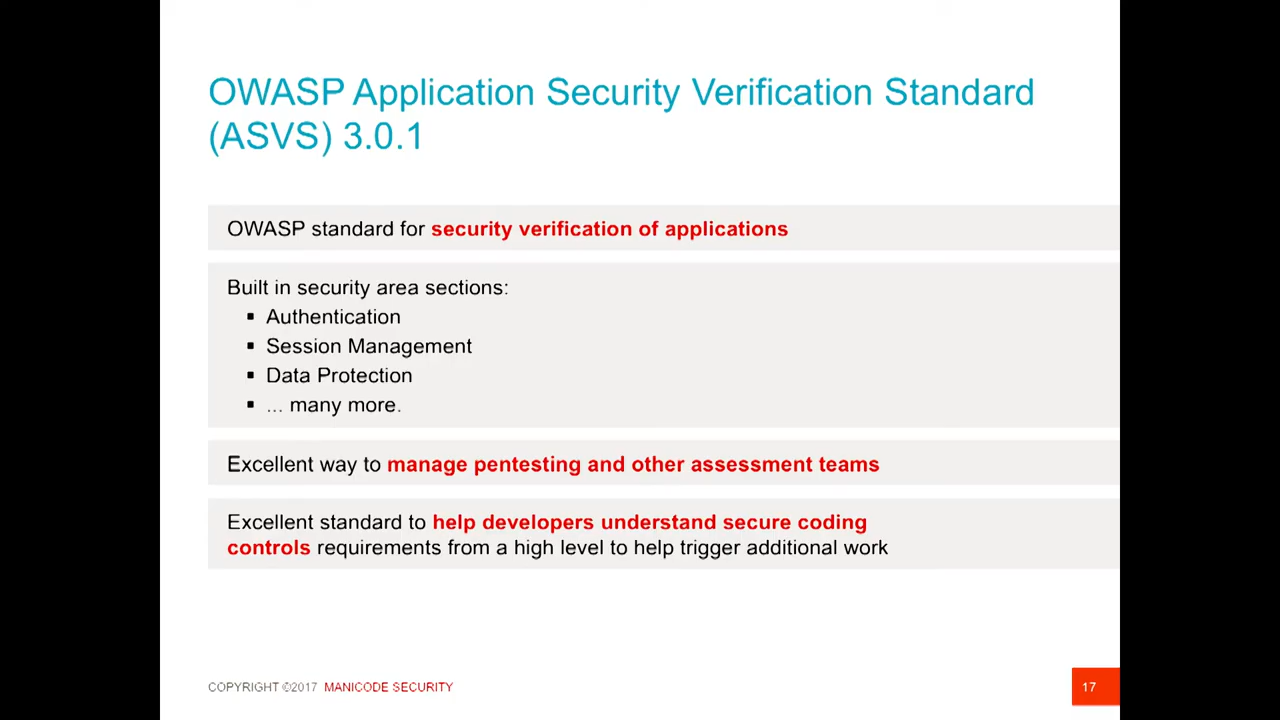 OWASP Application Security Verification Standard
(ASVS) 3.0.1
OWASP standard for security verification of applications
Built in security area sections:
▪ Authentication
▪ Session Management
▪ Data Protection
▪ ... many more.
Excellent way to manage pentesting and other assessment teams
Excellent standard to help developers understand secure coding
controls requirements from a high level to help trigger additional work
COPYRIGHT ©2017 MANICODE SECURITY
17